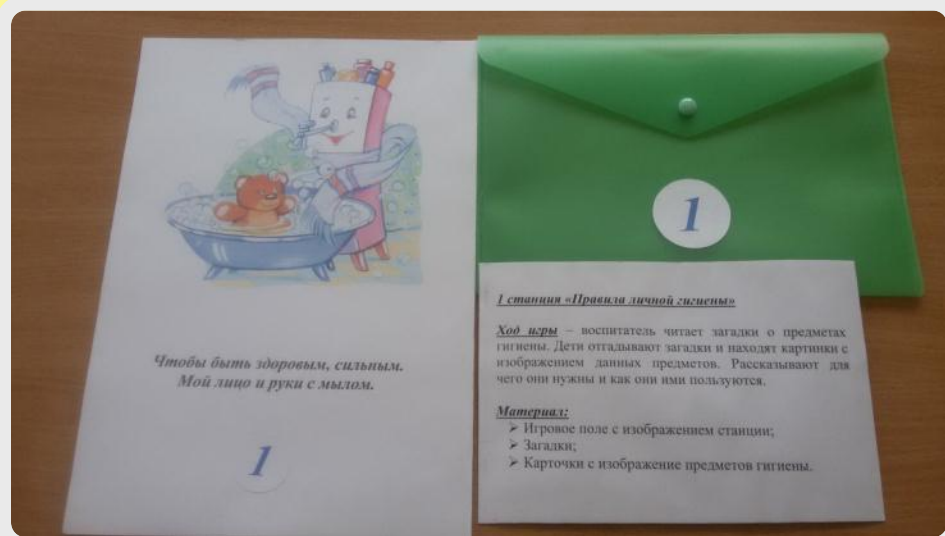 Чтобы быть здоровым, сильным.
Мой лицо и руки с мылом.
1
1
1 станция «Правила личной гигиены»
Ход игры – воспитатель читает загадки о предметах
гигиены. Дети отгадывают загадки и находят картинки с
изображением данных предметов. Рассказывают для
чего они нужны и как они ими пользуются.
Материал:
➢ Игровое поле с изображением станции;
➢ Загадки;
➢ Карточки с изображение предметов гигиены.